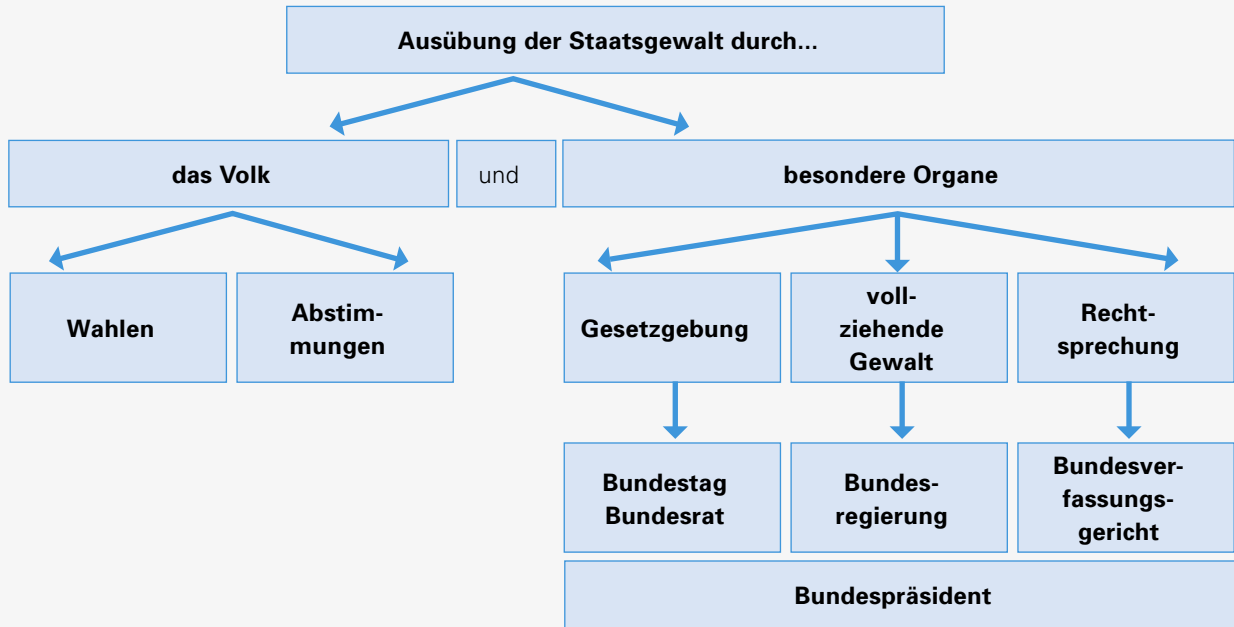 Ausübung der Staatsgewalt durch...
das Volk
und
besondere Organe
Wahlen
Abstim-
mungen
Gesetzgebung
voll-
ziehende
Gewalt
Recht-
sprechung
Bundestag
Bundesrat
Bundes-
regierung
Bundesver-
fassungs-
gericht
Bundespräsident